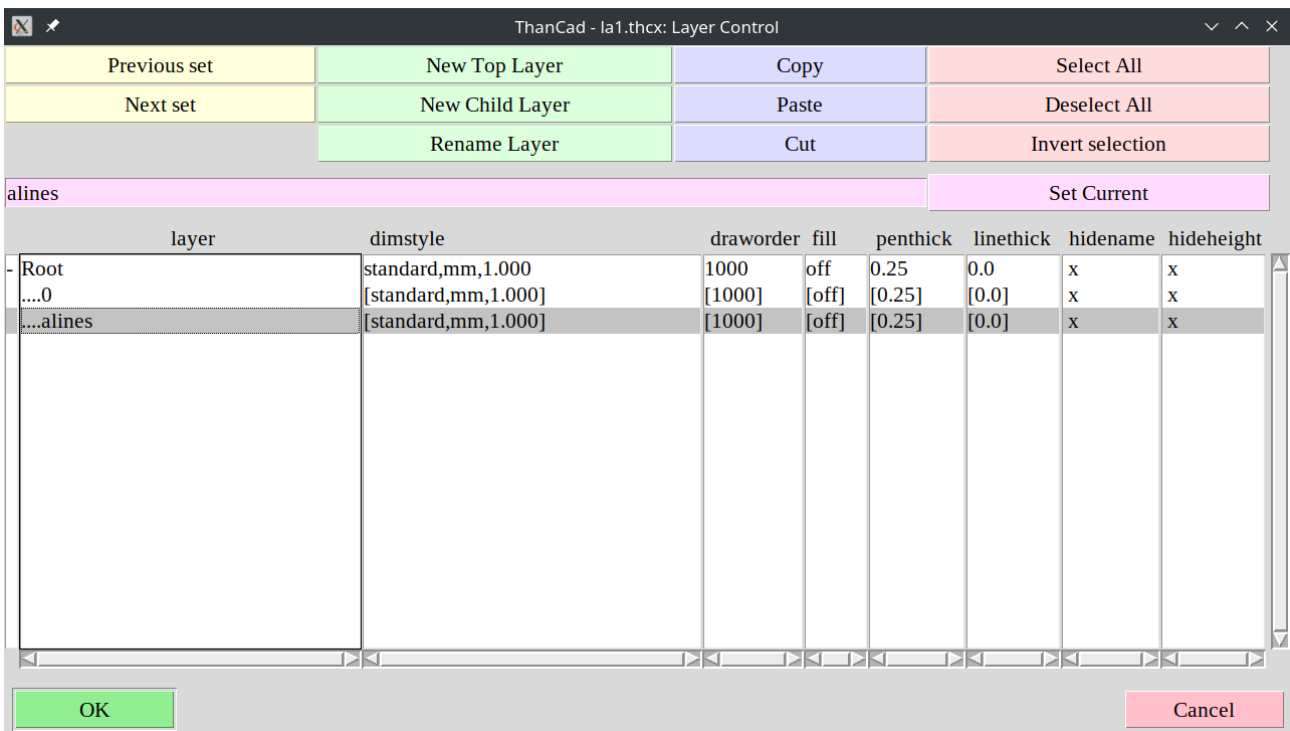 ThanCad - la1.thcx: Layer Control
Previous set New Top Layer Copy Select All
Next set New Child Layer Paste Deselect All
Rename Layer Cut Invert selection
alines Set Current
layer dimstyle draworder fill penthick linethick hidename hideheight
- Root standard,mm,1.000 1000 off 0.25 0.0 x x
....0 [standard,mm,1.000] [1000] [off] [0.25] [0.0] x x
....alines [standard,mm,1.000] [1000] [off] [0.25] [0.0] x x
OK Cancel